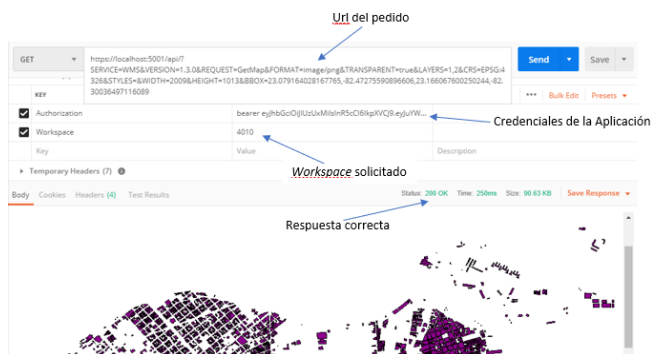 Url del pedido
GET
https://localhost:5001/api/?
SERVICE=WMS&VERSION=1.3.0&REQUEST=GetMap&FORMAT=image/png&TRANSPARENT=true&LAYERS=1,2&CRS=EPSG:4
326&STYLES=&WIDTH=2009&HEIGHT=1013&BBOX=23.079164028167765,-82.47275590896606,23.166067600250244,-82.
30036497116089
Send
Save
KEY
Bulk Edit
Presets
Authorization
bearer eyJhbGciOiJIUzUxMiIsInR5cCI6IkpXVCJ9.eyJuYW...
Credenciales de la Aplicación
Workspace
4010
Key
Value
Description
Workspace solicitado
Temporary Headers (7)
Body
Cookies
Headers (4)
Test Results
Status: 200 OK
Time: 250ms
Size: 90.63 KB
Save Response
Respuesta correcta